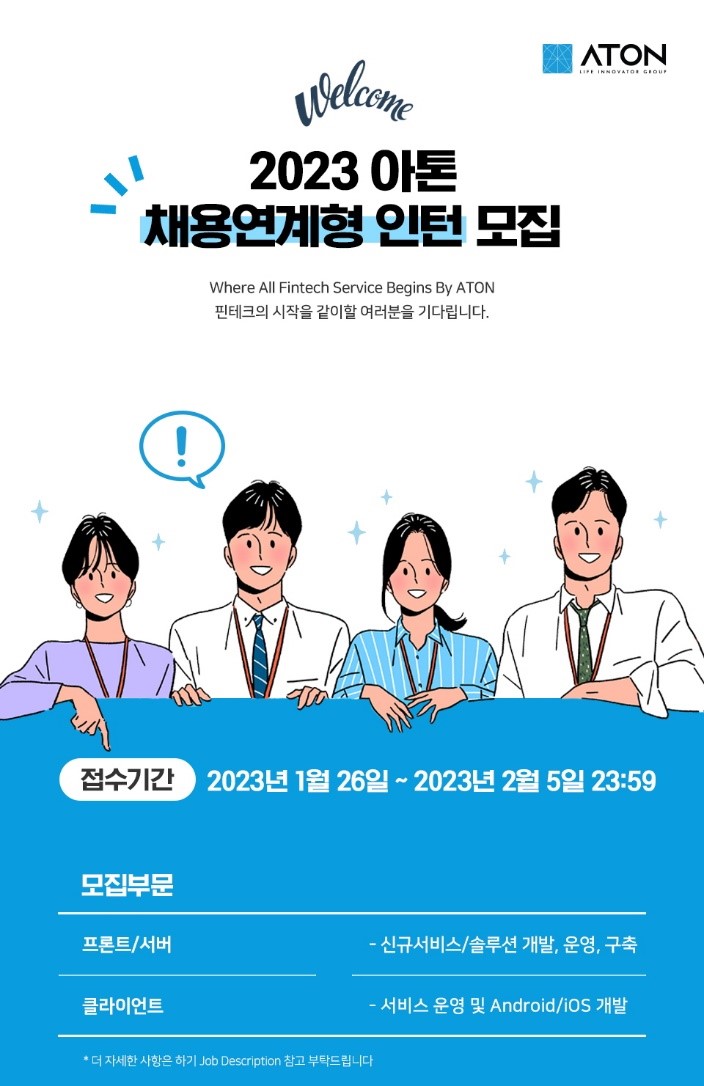 ATON
LIFE INNOVATOR GROUP
Welcome
2023 아톤
채용연계형 인턴 모집
Where All Fintech Service Begins By ATON
핀테크의 시작을 같이할 여러분을 기다립니다.
!
접수기간 2023년 1월 26일 ~ 2023년 2월 5일 23:59
모집부문
프론트/서버 - 신규서비스/솔루션 개발, 운영, 구축
클라이언트 - 서비스 운영 및 Android/iOS 개발
* 더 자세한 사항은 하기 Job Description 참고 부탁드립니다